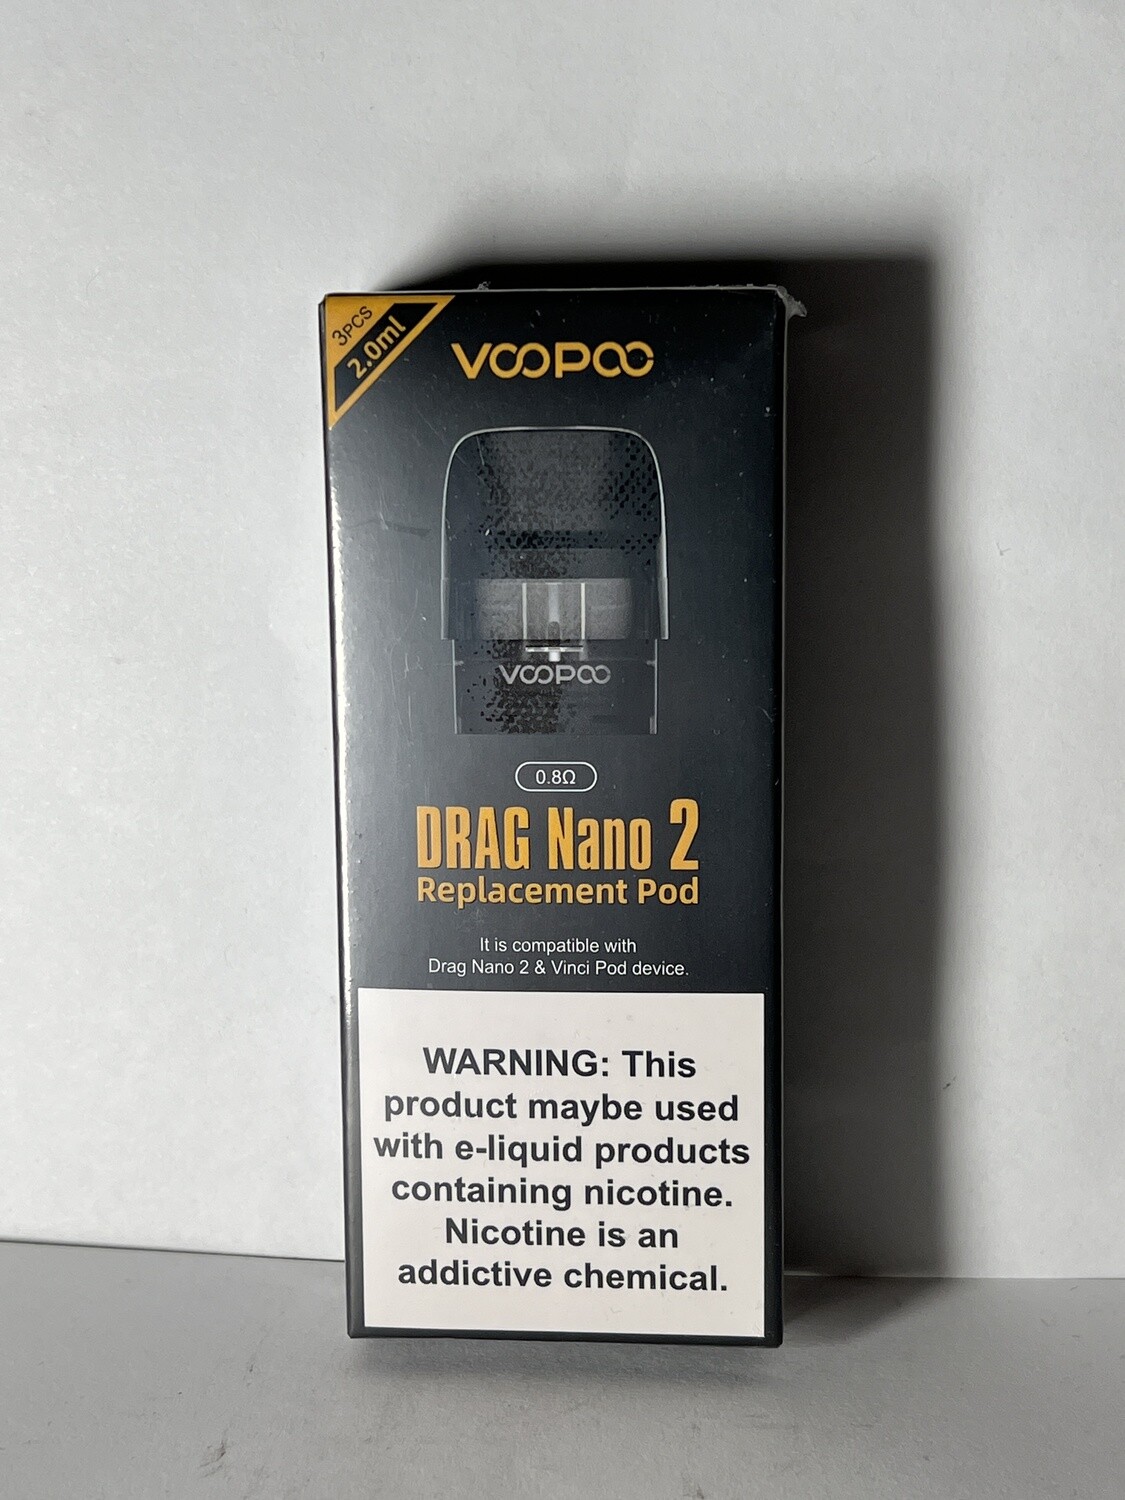 3PCS
2.0ml
VOOPOO
VOOPOO
0.8Ω
DRAG Nano 2
Replacement Pod
It is compatible with
Drag Nano 2 & Vinci Pod device.
WARNING: This
product maybe used
with e-liquid products
containing nicotine.
Nicotine is an
addictive chemical.